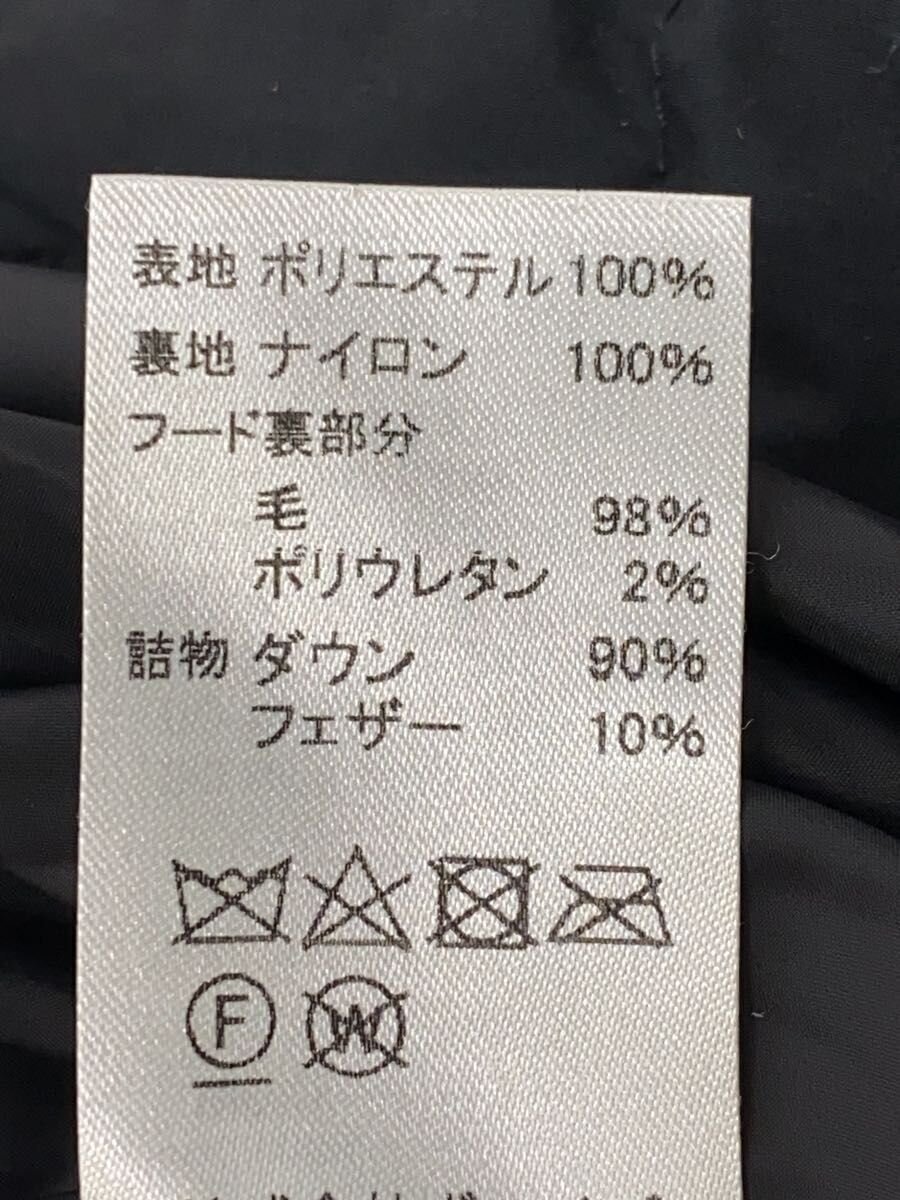 表地 ポリエステル 100%
裏地 ナイロン 100%
フード裏部分
毛 98%
ポリウレタン 2%
詰物 ダウン 90%
フェザー 10%
F W